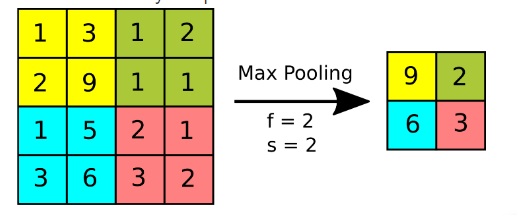 1 3 1 2
2 9 1 1
1 5 2 1
3 6 3 2
Max Pooling
f = 2
s = 2
9 2
6 3